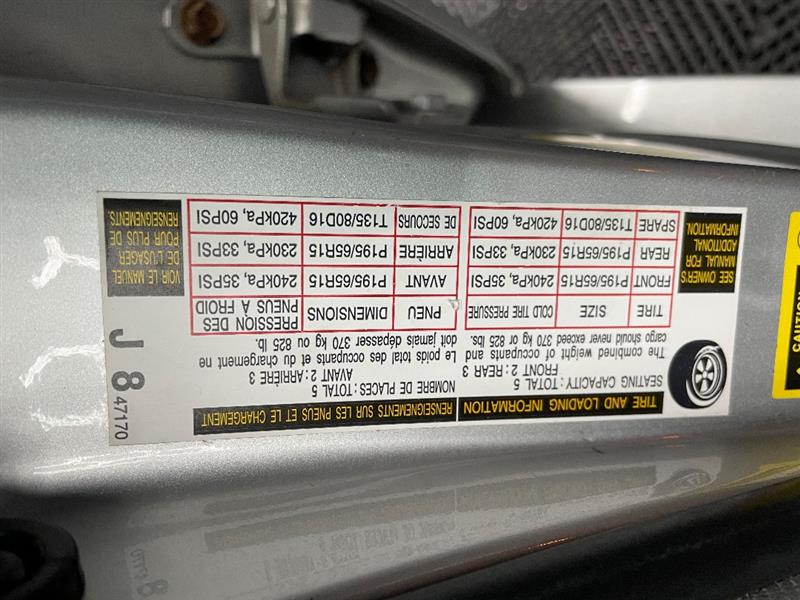 TIRE AND LOADING INFORMATION
RENSEIGNEMENTS SUR LES PNEUS ET LE CHARGEMENT
SEATING CAPACITY: TOTAL 5
FRONT 2 : REAR 3
NOMBRE DE PLACES: TOTAL 5
AVANT 2 : ARRIÈRE 3
The combined weight of occupants and
cargo should never exceed 370 kg or 825 lbs.
Le poids total des occupants et du chargement ne
doit jamais dépasser 370 kg ou 825 lb.
TIRE SIZE COLD TIRE PRESSURE
FRONT P195/65R15 240kPa, 35PSI
REAR P195/65R15 230kPa, 33PSI
SPARE T135/80D16 420kPa, 60PSI
SEE OWNER'S
MANUAL FOR
ADDITIONAL
INFORMATION
PNEU DIMENSIONS PRESSION DES
PNEUS A FROID
AVANT P195/65R15 240kPa, 35PSI
ARRIÈRE P195/65R15 230kPa, 33PSI
DE SECOURS T135/80D16 420kPa, 60PSI
VOIR LE MANUEL
DE L'USAGER
POUR PLUS DE
RENSEIGNEMENTS.
J 8 47170
CAUTION